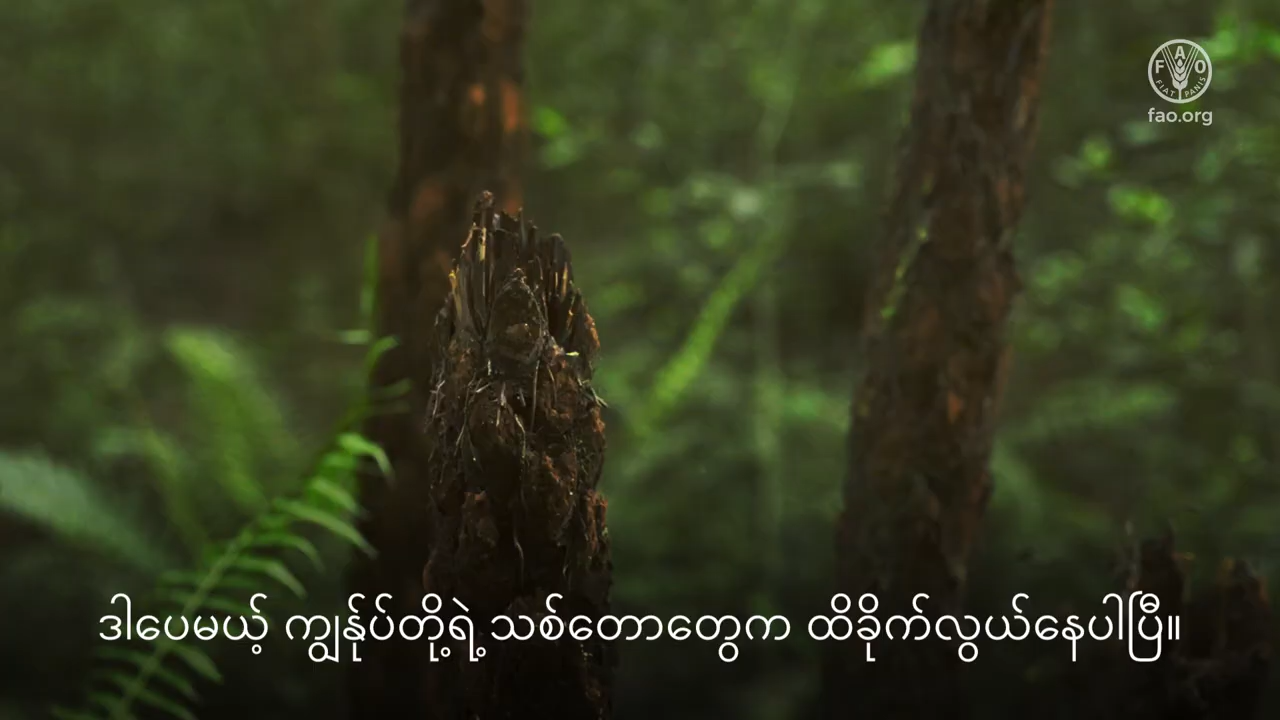 FAO
FIAT PANIS
fao.org
ဒါပေမယ့် ကျွန်ုပ်တို့ရဲ့ သစ်တောတွေက ထိခိုက်လွယ်နေပါပြီ။